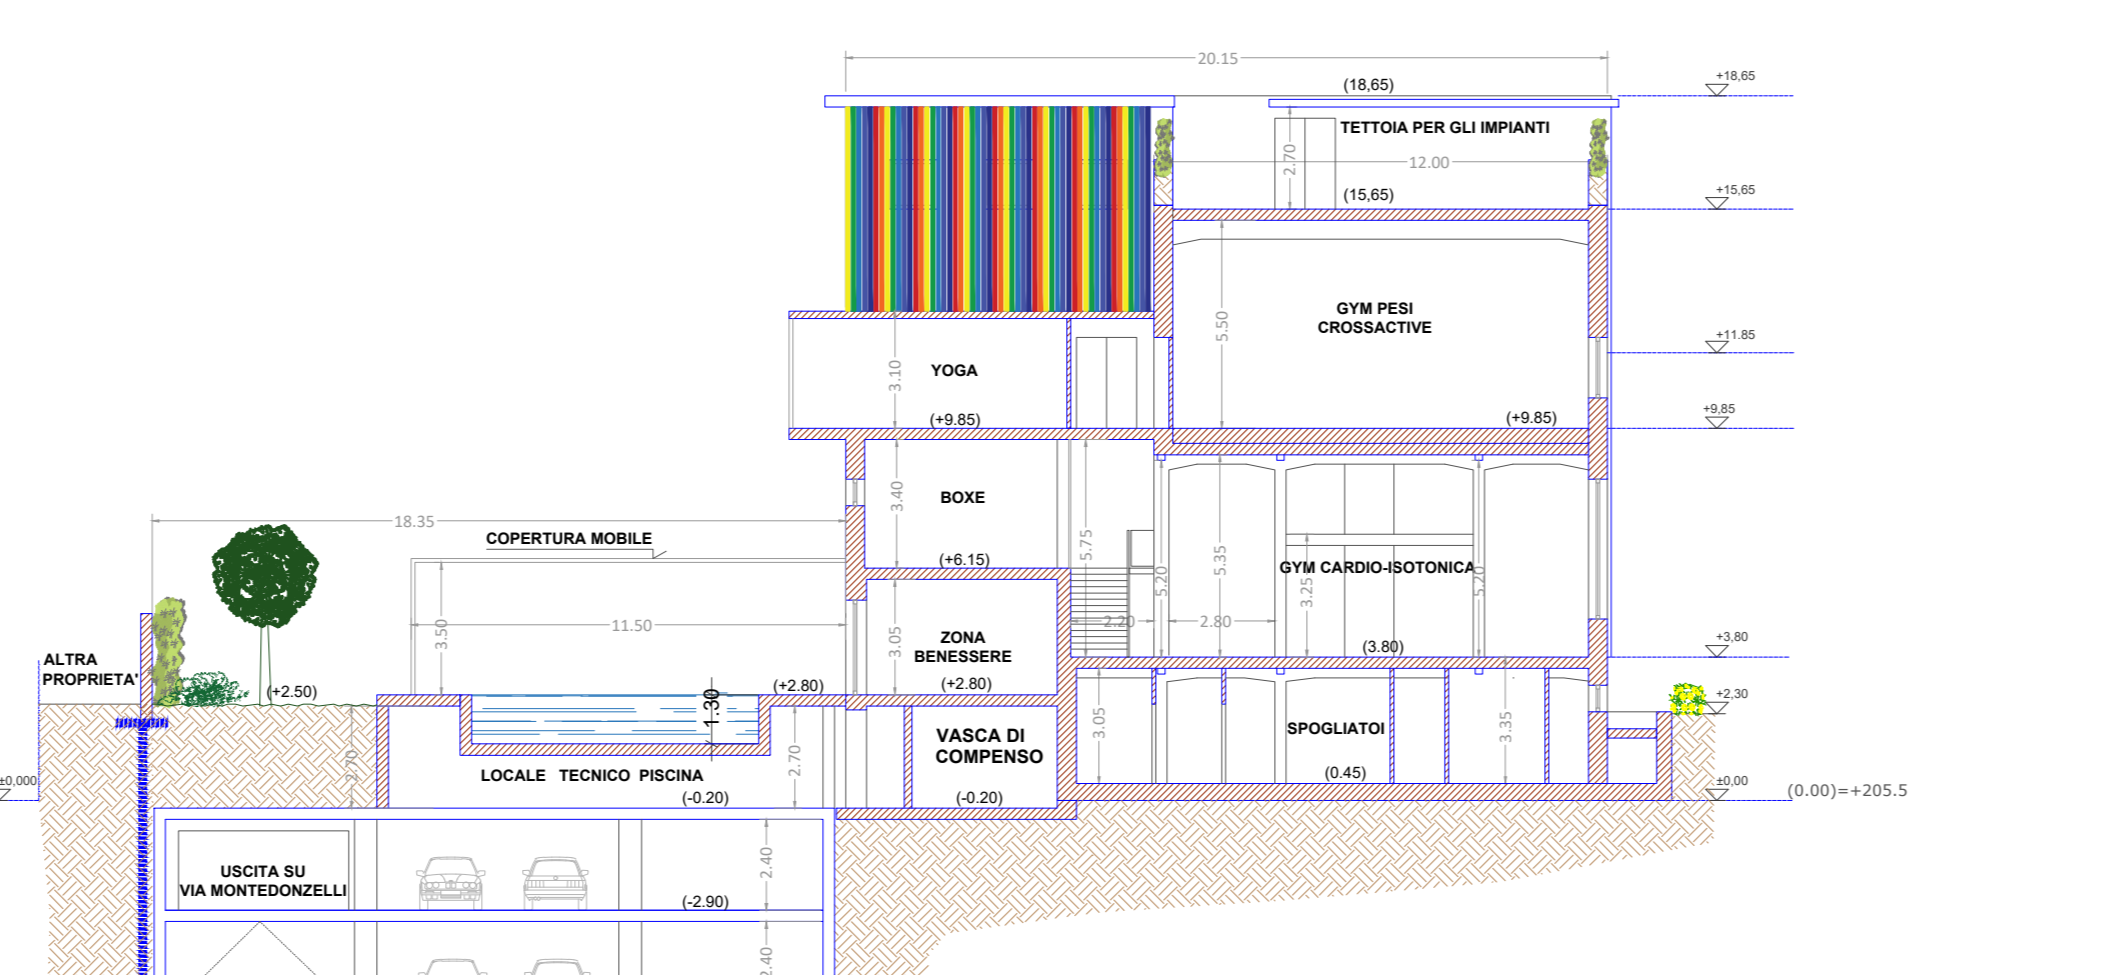 20.15
(18,65)
+18,65
TETTOIA PER GLI IMPIANTI
2.70
12.00
(15,65)
+15,65
GYM PESI
CROSSACTIVE
5.50
+11.85
3.10
YOGA
(+9.85)
(+9.85)
+9,85
BOXE
3.40
18.35
COPERTURA MOBILE
5.75
5.35
(+6.15)
GYM CARDIO-ISOTONICA
5.20
5.20
3.25
11.50
3.50
2.20
2.80
3.05
ZONA
BENESSERE
(3.80)
+3,80
ALTRA
PROPRIETA'
(+2.50)
(+2.80)
(+2.80)
1.30
+2,30
VASCA DI
COMPENSO
3.05
SPOGLIATOI
3.35
2.70
2.70
LOCALE TECNICO PISCINA
(0.45)
±0,000
±0,00
(0.00)=+205.5
(-0.20)
(-0.20)
USCITA SU
VIA MONTEDONZELLI
2.40
(-2.90)
2.40